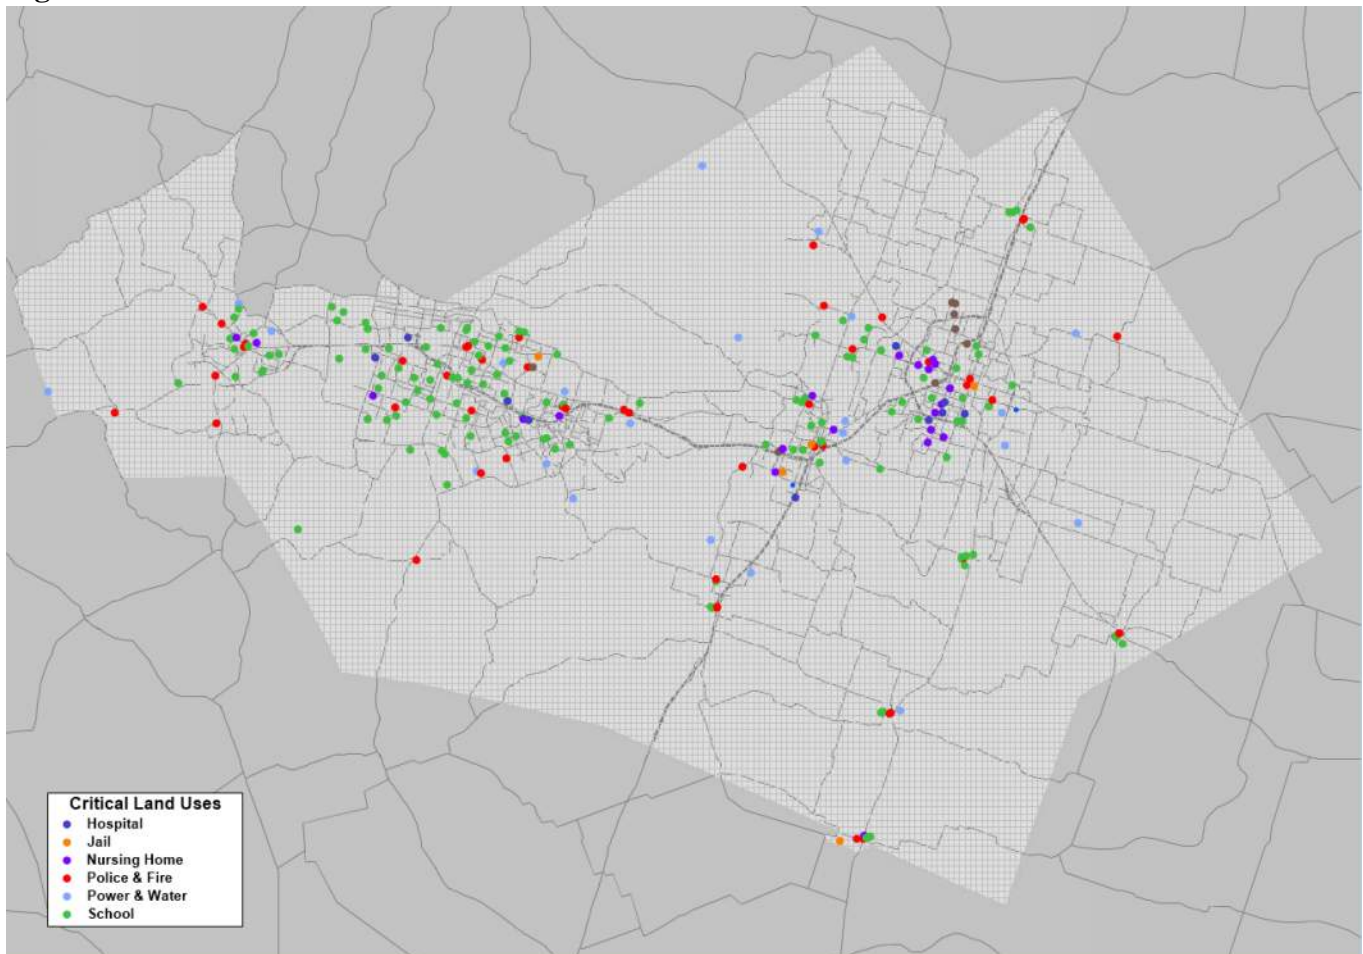 Critical Land Uses
Hospital
Jail
Nursing Home
Police & Fire
Power & Water
School